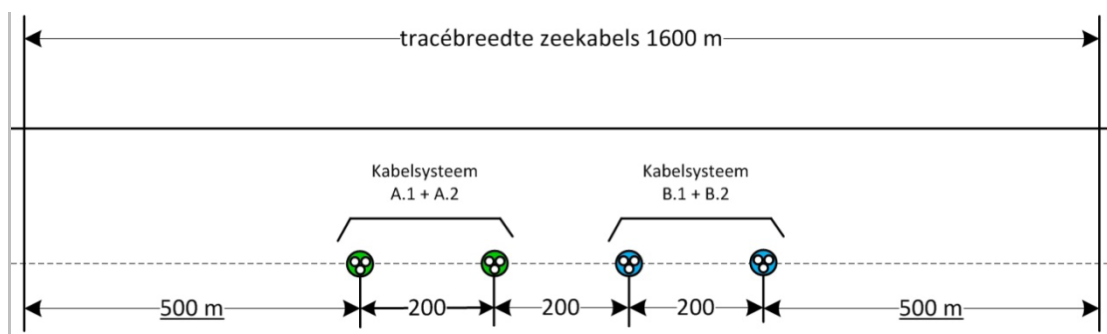 tracébreedte zeekabels 1600 m
Kabelsysteem
A.1 + A.2
Kabelsysteem
B.1 + B.2
500 m
200
200
200
500 m